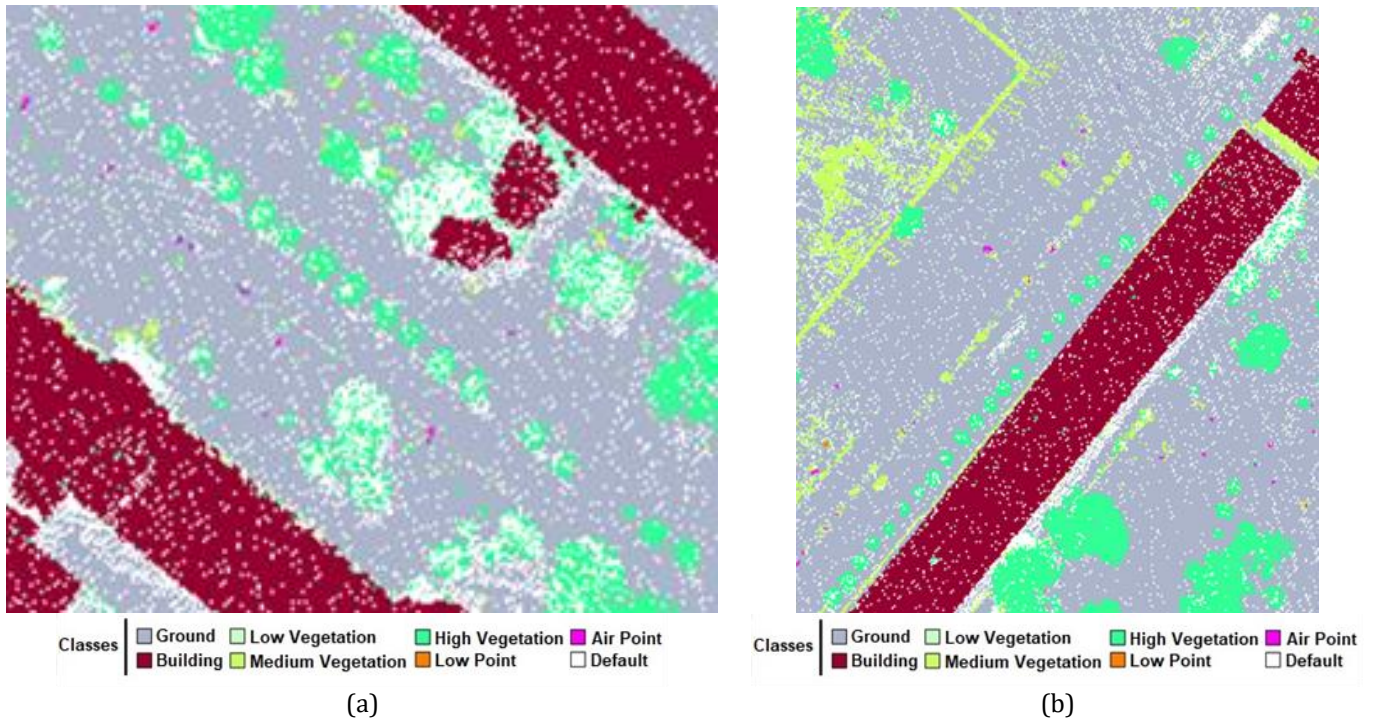 Classes Ground Low Vegetation High Vegetation Air Point
Building Medium Vegetation Low Point Default
(a)
Classes Ground Low Vegetation High Vegetation Air Point
Building Medium Vegetation Low Point Default
(b)